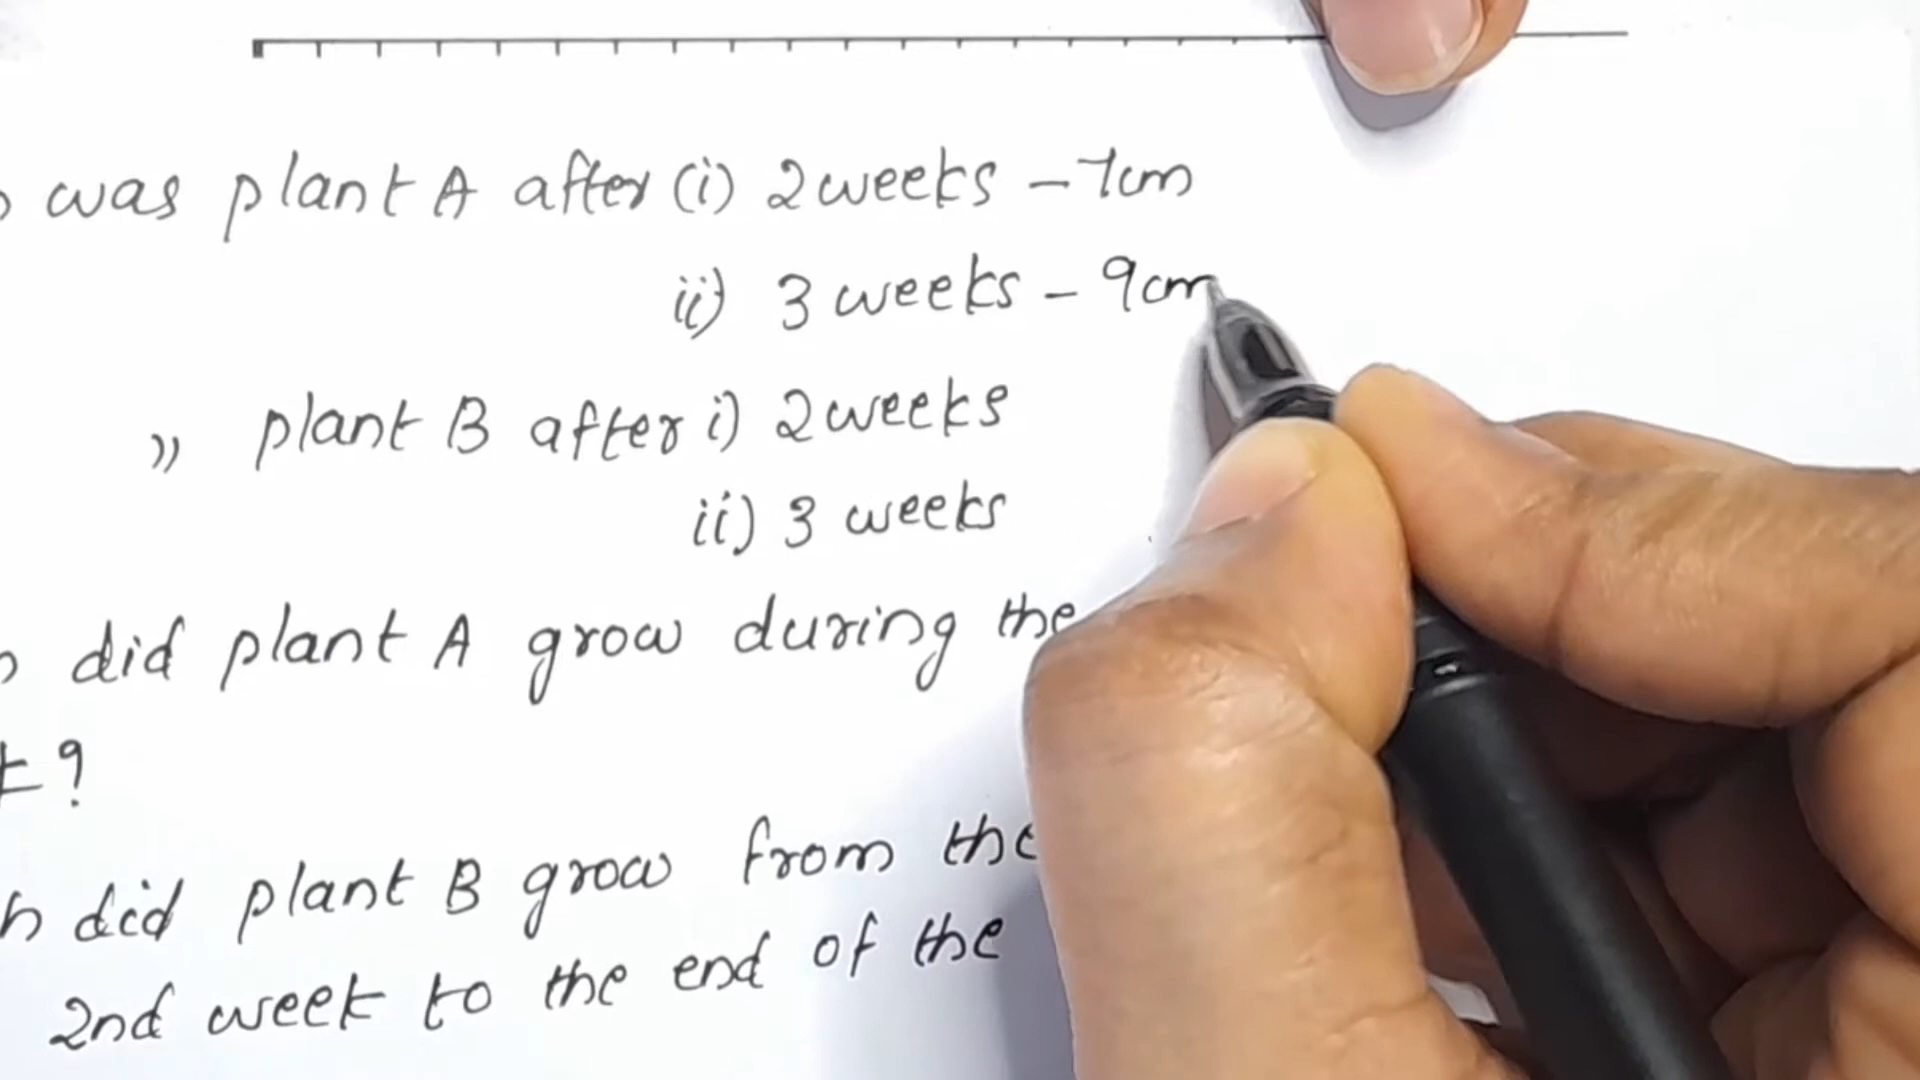 was plant A after (i) 2 weeks - 7cm
ii) 3 weeks - 9cm
" plant B after i) 2 weeks
ii) 3 weeks
did plant A grow during the
?
did plant B grow from the
2nd week to the end of the